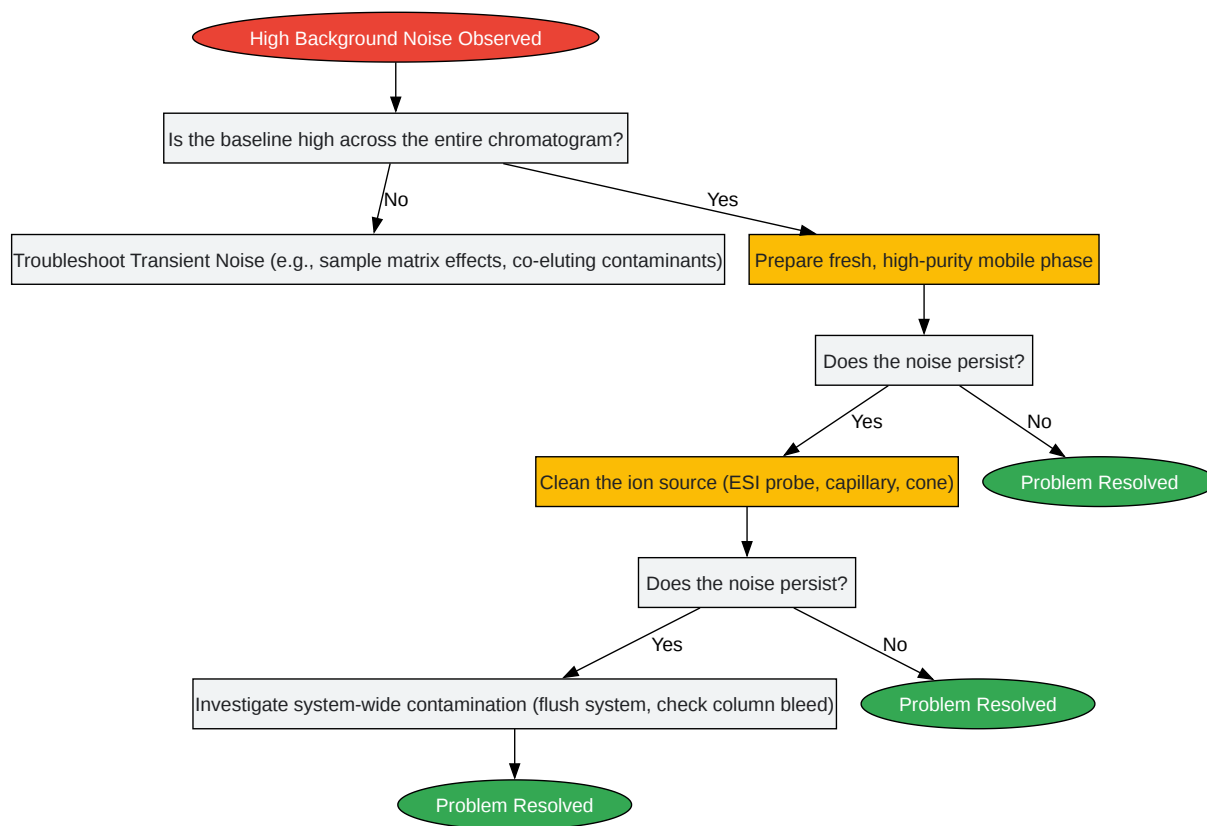 High Background Noise Observed
Is the baseline high across the entire chromatogram?
No
Yes
Troubleshoot Transient Noise (e.g., sample matrix effects, co-eluting contaminants)
Prepare fresh, high-purity mobile phase
Does the noise persist?
Yes
No
Clean the ion source (ESI probe, capillary, cone)
Problem Resolved
Does the noise persist?
Yes
No
Investigate system-wide contamination (flush system, check column bleed)
Problem Resolved
Problem Resolved